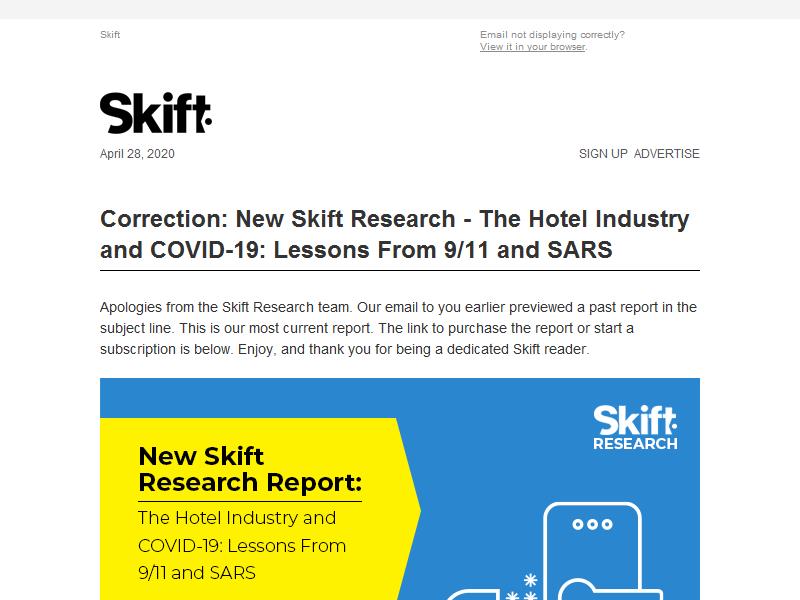 Skift
Email not displaying correctly?
View it in your browser.
Skift
April 28, 2020
SIGN UP ADVERTISE
Correction: New Skift Research - The Hotel Industry
and COVID-19: Lessons From 9/11 and SARS
Apologies from the Skift Research team. Our email to you earlier previewed a past report in the
subject line. This is our most current report. The link to purchase the report or start a
subscription is below. Enjoy, and thank you for being a dedicated Skift reader.
Skift
RESEARCH
New Skift
Research Report:
The Hotel Industry and
COVID-19: Lessons From
9/11 and SARS